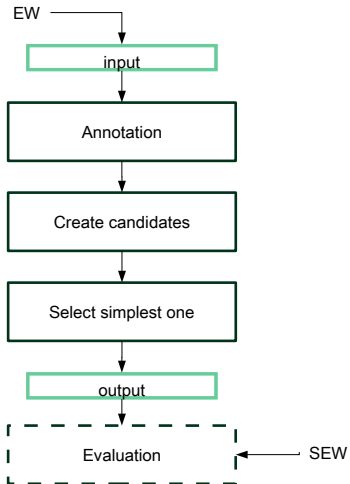 EW
input
Annotation
Create candidates
Select simplest one
output
Evaluation
SEW